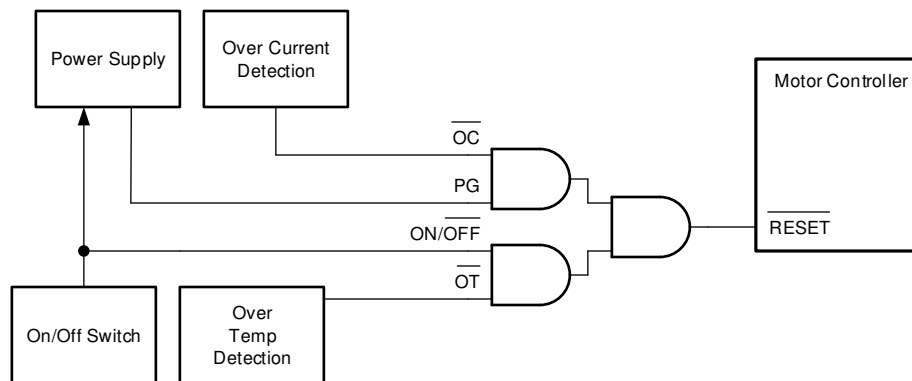 Power Supply
Over Current
Detection
Motor Controller
OC
PG
ON/OFF
OT
RESET
On/Off Switch
Over
Temp
Detection